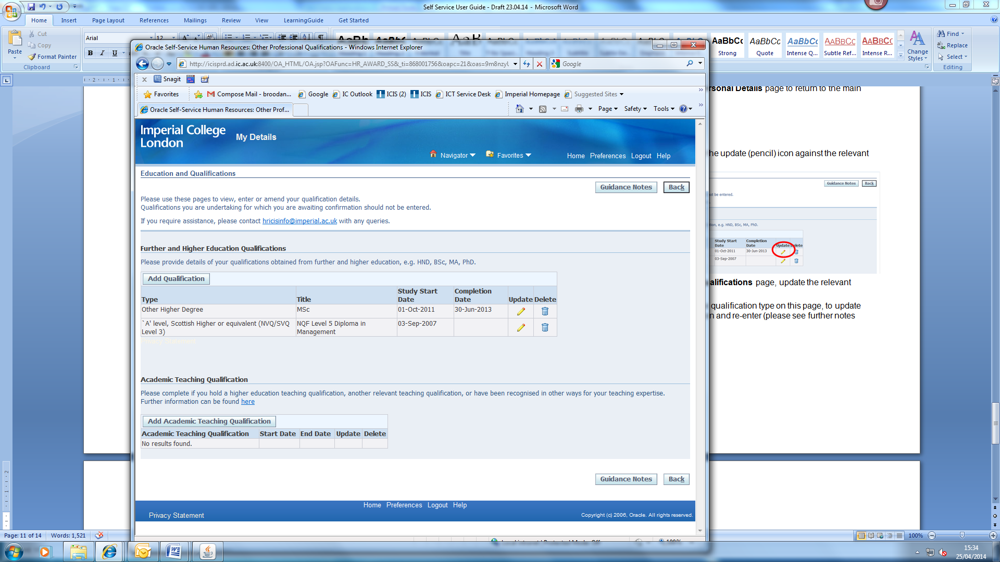 Self Service User Guide - Draft 23.04.14 - Microsoft Word
Home Insert Page Layout References Mailings Review View LearningGuide Get Started
Paste
Cut
Copy
Format Painter
Clipboard
Arial 12
B I U
AaBbCc AaBbCc AaBbCc AaBbCc AaBbCc
Strong Quote Intense Q... Subtle Ref... Intense R...
Change Styles
Find
Replace
Select
Editing
Oracle Self-Service Human Resources: Other Professional Qualifications - Windows Internet Explorer
http://icisprd.ad.ic.ac.uk:8400/OA_HTML/OA.jsp?OAFunc=HR_AWARD_SS&_ti=868001756&oapc=21&oas=9m8nzyl
Google
Snagit
Favorites Compose Mail - broodan... Google IC Outlook ICIS (2) ICIS ICT Service Desk Imperial Homepage Suggested Sites
Oracle Self-Service Human Resources: Other Prof...
Page Safety Tools
Imperial College
London
My Details
Navigator Favorites Home Preferences Logout Help
Education and Qualifications
Guidance Notes Back
Please use these pages to view, enter or amend your qualification details.
Qualifications you are undertaking for which you are awaiting confirmation should not be entered.
If you require assistance, please contact hricisinfo@imperial.ac.uk with any queries.
Further and Higher Education Qualifications
Please provide details of your qualifications obtained from further and higher education, e.g. HND, BSc, MA, PhD.
Add Qualification
Type Title Study Start Date Completion Date Update Delete
Other Higher Degree MSc 01-Oct-2011 30-Jun-2013
`A' level, Scottish Higher or equivalent (NVQ/SVQ Level 3) NQF Level 5 Diploma in Management 03-Sep-2007
Privacy Statement
Academic Teaching Qualification
Please complete if you hold a higher education teaching qualification, another relevant teaching qualification, or have been recognised in other ways for your teaching expertise.
Further information can be found here
Add Academic Teaching Qualification
Academic Teaching Qualification Start Date End Date Update Delete
No results found.
Guidance Notes Back
Home Preferences Logout Help
Privacy Statement
Copyright (c) 2006, Oracle. All rights reserved.
100%
rsonal Details page to return to the main
he update (pencil) icon against the relevant
Guidance Notes Back
ot be entered.
tion, e.g. HND, BSc, MA, PhD.
Study Start Date Completion Date Update Delete
01-Oct-2011 30-Jun-2013
03-Sep-2007
alifications page, update the relevant
qualification type on this page, to update
n and re-enter (please see further notes
Page: 11 of 14 Words: 1,521
100%
15:34
25/04/2014